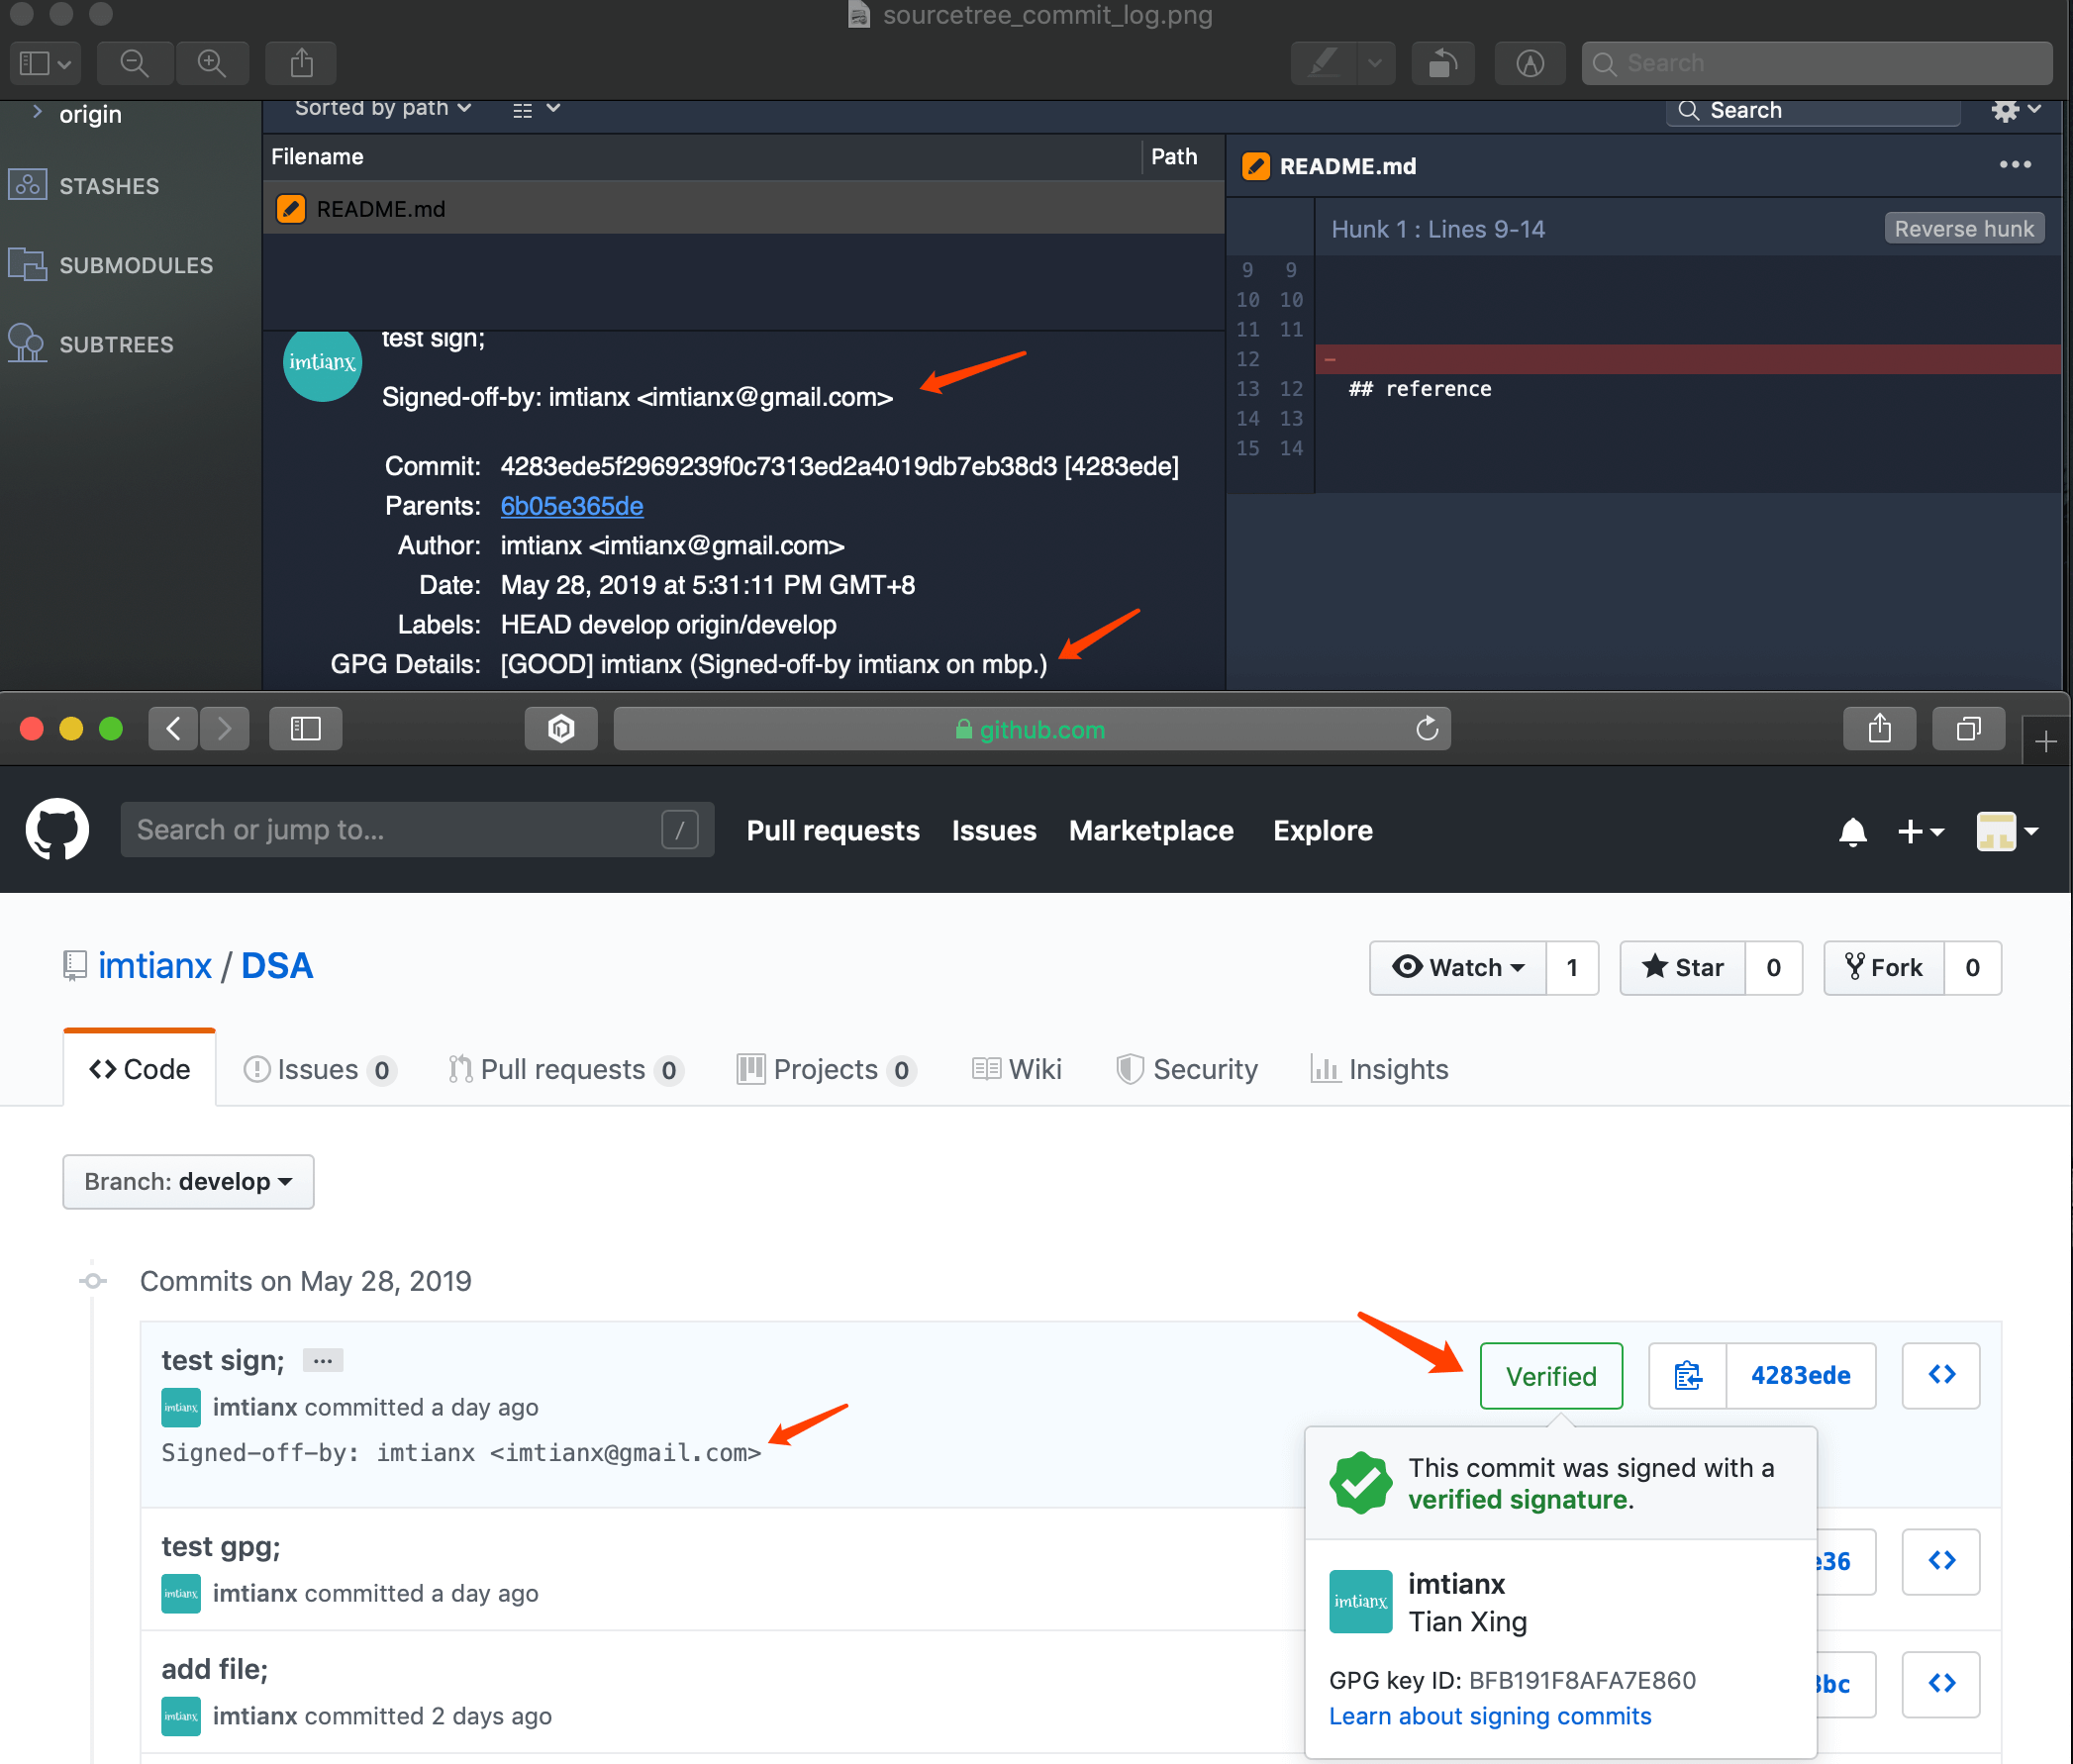 sourcetree_commit_log.png
Search
origin
Sorted by path
Search
STASHES
SUBMODULES
SUBTREES
Filename
Path
README.md
imtianx
test sign;
Signed-off-by: imtianx <imtianx@gmail.com>
Commit: 4283ede5f2969239f0c7313ed2a4019db7eb38d3 [4283ede]
Parents: 6b05e365de
Author: imtianx <imtianx@gmail.com>
Date: May 28, 2019 at 5:31:11 PM GMT+8
Labels: HEAD develop origin/develop
GPG Details: [GOOD] imtianx (Signed-off-by imtianx on mbp.)
README.md
Hunk 1 : Lines 9-14
Reverse hunk
9 9
10 10
11 11
12 -
13 12 ## reference
14 13
15 14
github.com
Search or jump to...
/
Pull requests
Issues
Marketplace
Explore
imtianx / DSA
Watch 1
Star 0
Fork 0
Code
Issues 0
Pull requests 0
Projects 0
Wiki
Security
Insights
Branch: develop
Commits on May 28, 2019
test sign; ...
Verified
4283ede
imtianx
imtianx committed a day ago
Signed-off-by: imtianx <imtianx@gmail.com>
This commit was signed with a
verified signature.
test gpg;
e36
imtianx
imtianx committed a day ago
imtianx
imtianx
Tian Xing
add file;
GPG key ID: BFB191F8AFA7E860
bc
imtianx
imtianx committed 2 days ago
Learn about signing commits